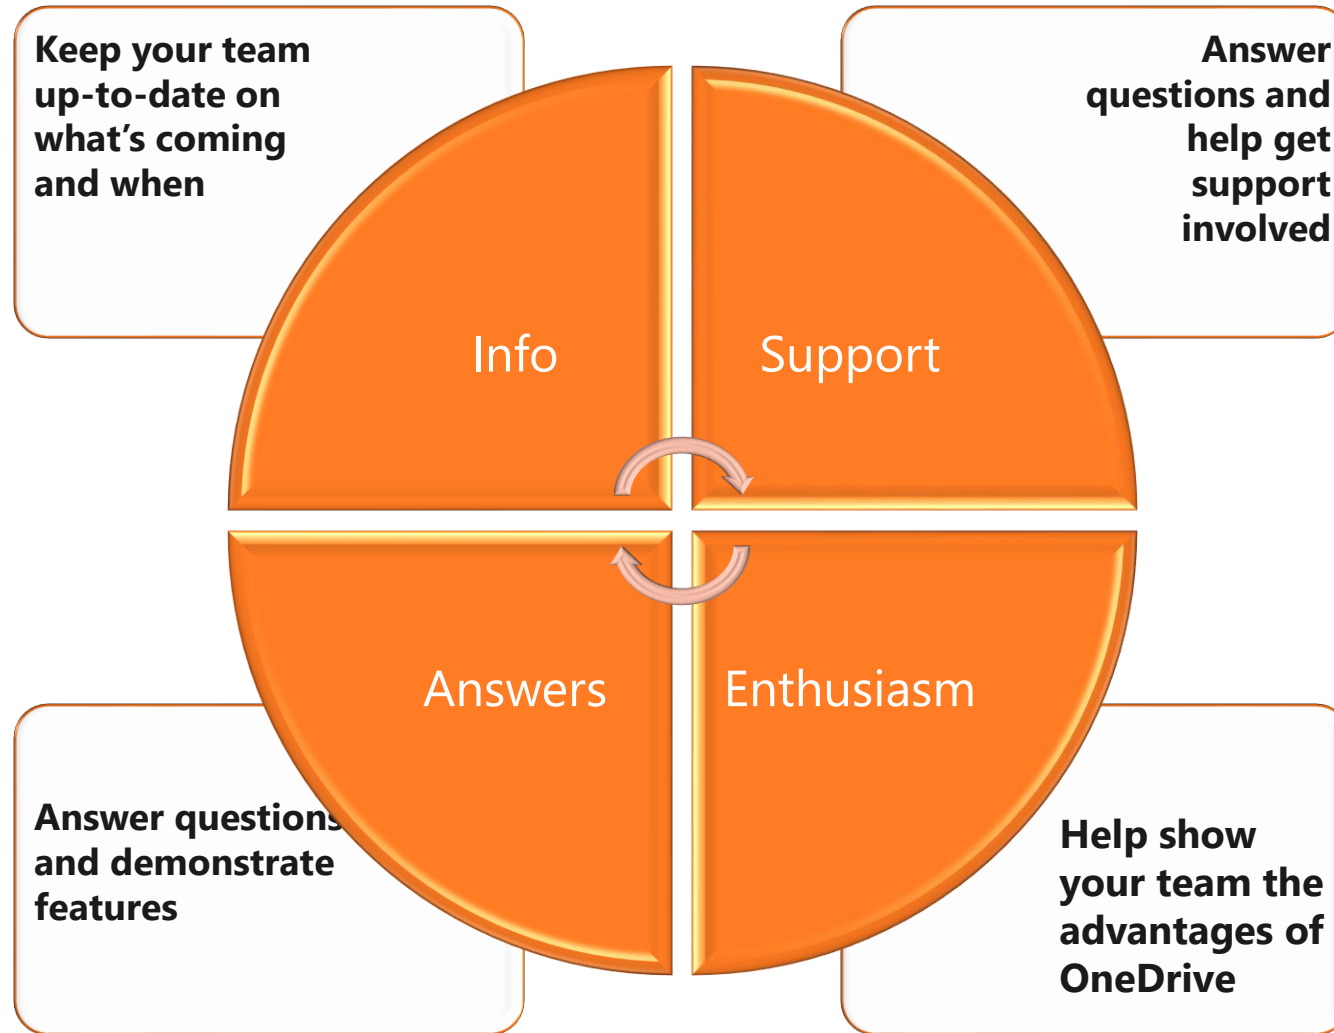 Keep your team
up-to-date on
what’s coming
and when
Answer
questions and
help get
support
involved
Info
Support
Answers
Enthusiasm
Answer questions
and demonstrate
features
Help show
your team the
advantages of
OneDrive